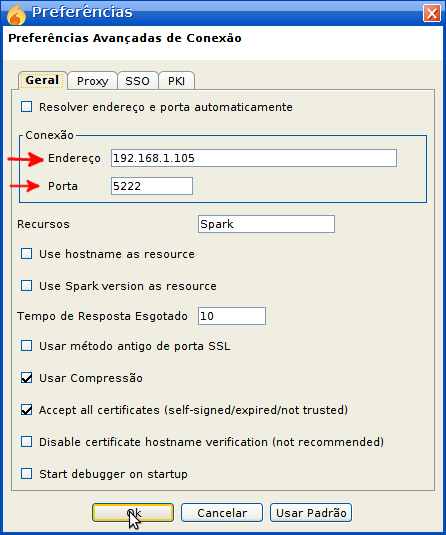 Preferências
Preferências Avançadas de Conexão
Geral Proxy SSO PKI
Resolver endereço e porta automaticamente
Conexão
Endereço 192.168.1.105
Porta 5222
Recursos Spark
Use hostname as resource
Use Spark version as resource
Tempo de Resposta Esgotado 10
Usar método antigo de porta SSL
Usar Compressão
Accept all certificates (self-signed/expired/not trusted)
Disable certificate hostname verification (not recommended)
Start debugger on startup
Ok Cancelar Usar Padrão